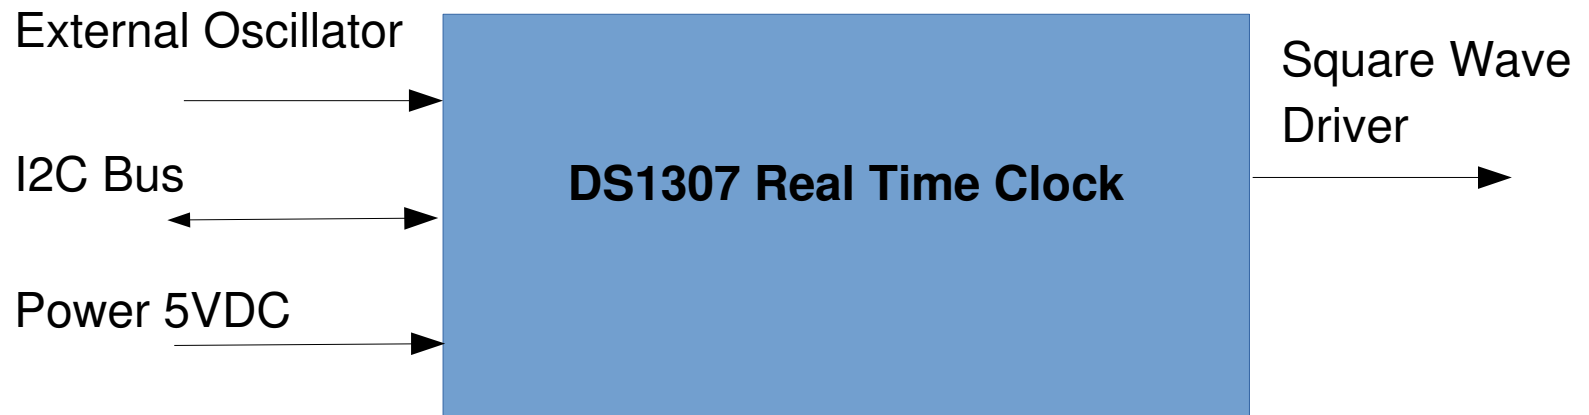 External Oscillator
I2C Bus
Power 5VDC
DS1307 Real Time Clock
Square Wave
Driver